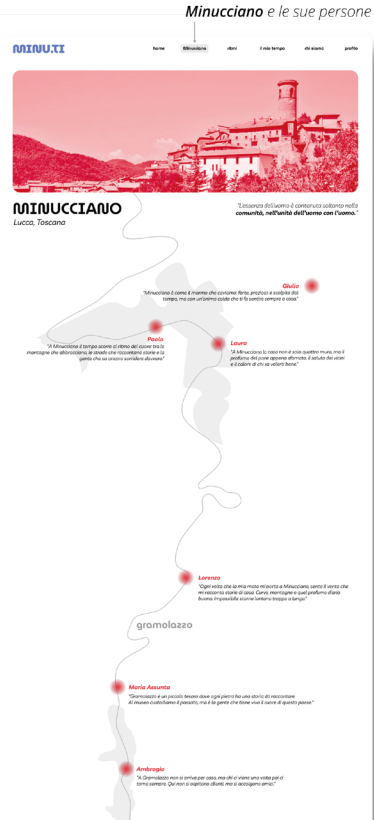 Minucciano e le sue persone
MINU.TI
home Minucciano ritmi il mio tempo chi siamo profilo
MINUCCIANO
Lucca, Toscana
"L'essenza dell'uomo è contenuta soltanto nella
comunità, nell'unità dell'uomo con l'uomo."
Giulio
"Minucciano è come il marmo che caviamo: forte, prezioso e scolpito dal
tempo, ma con un'anima calda che ti fa sentire sempre a casa."
Paola
"A Minucciano il tempo scorre al ritmo del cuore: tra le
montagne che abbracciano, le strade che raccontano storie e la
gente che sa ancora sorridere davvero."
Laura
"A Minucciano la casa non è solo quattro mura, ma il
profumo del pane appena sfornato, il saluto dei vicini
e il calore di chi sa volersi bene."
Lorenzo
"Ogni volta che la mia moto mi porta a Minucciano, sento il vento che
mi racconta storie di casa. Curve, montagne e quel profumo d'aria
buona: impossibile starne lontano troppo a lungo."
gramolazzo
Maria Assunta
"Gramolazzo è un piccolo tesoro dove ogni pietra ha una storia da raccontare.
Al museo custodiamo il passato, ma è la gente che tiene vivo il cuore di questo paese."
Ambrogio
"A Gramolazzo non si arriva per caso, ma chi ci viene una volta poi ci
torna sempre. Qui non si ospitano clienti, ma si accolgono amici."